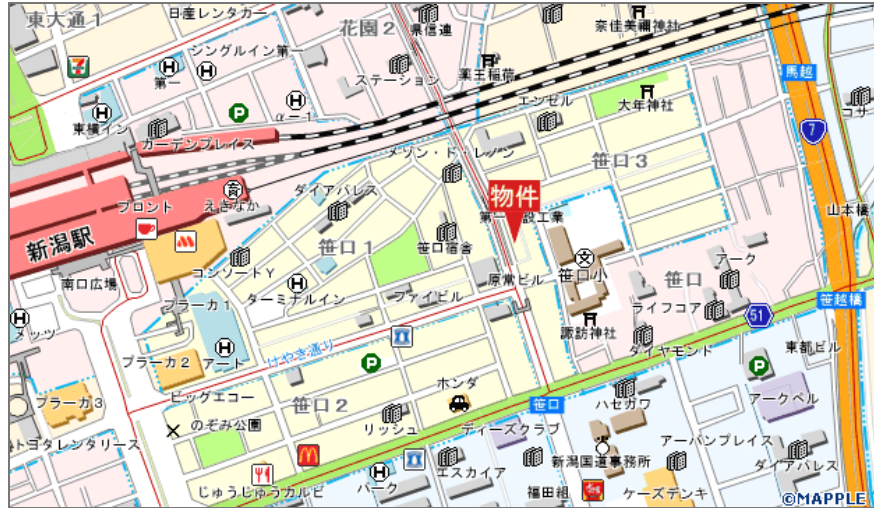 東大通1
日産レンタカー
花園2
県信連
奈佳美禰神社
シングルイン第一
第一
ステーション
薬王稲荷
馬越
東横イン
α-1
エンゼル
大年神社
コサ
7
ガーデンプレイス
P
メゾン・ド・レノン
笹口3
ダイアパレス
物件
えきなか
プロント
第一
設工業
山本橋
新潟駅
笹口1
笹口宿舎
文
コンソートY
笹口小
アーク
南口広場
原常ビル
笹口
プラーカ1
ターミナルイン
ファイビル
ライフコア
笹越橋
51
メッツ
諏訪神社
けやき通り
ダイヤモンド
東都ビル
プラーカ2
アート
P
P
ホンダ
ビッグエコー
笹口
ハセガワ
アークベル
プラーカ3
笹口2
のぞみ公園
リッシュ
ディーズクラブ
トヨタレンタリース
アーバンプレイス
新潟国道事務所
ダイアパレス
エスカイア
じゅうじゅうカルビ
パーク
福田組
ケーズデンキ
©MAPPLE